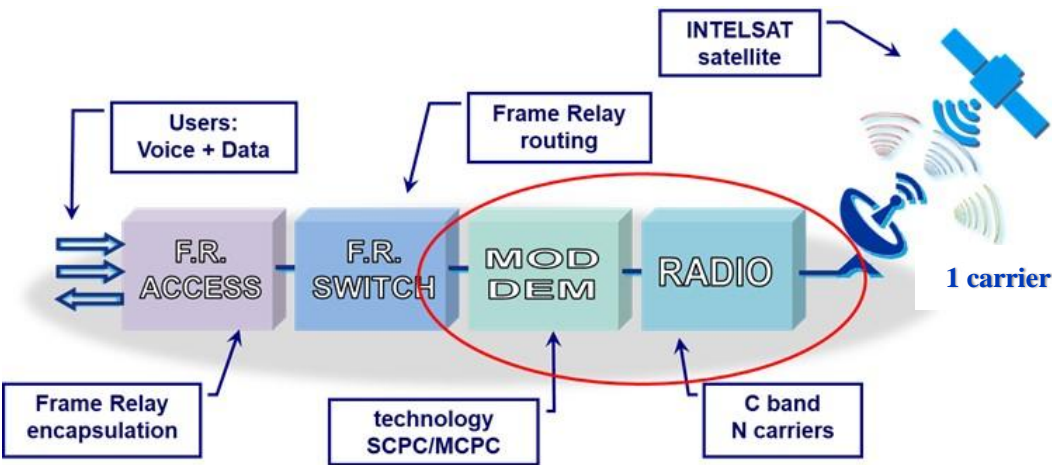 INTELSAT
satellite
Users:
Voice + Data
Frame Relay
routing
F.R.
ACCESS
F.R.
SWITCH
MOD
DEM
RADIO
1 carrier
Frame Relay
encapsulation
technology
SCPC/MCPC
C band
N carriers